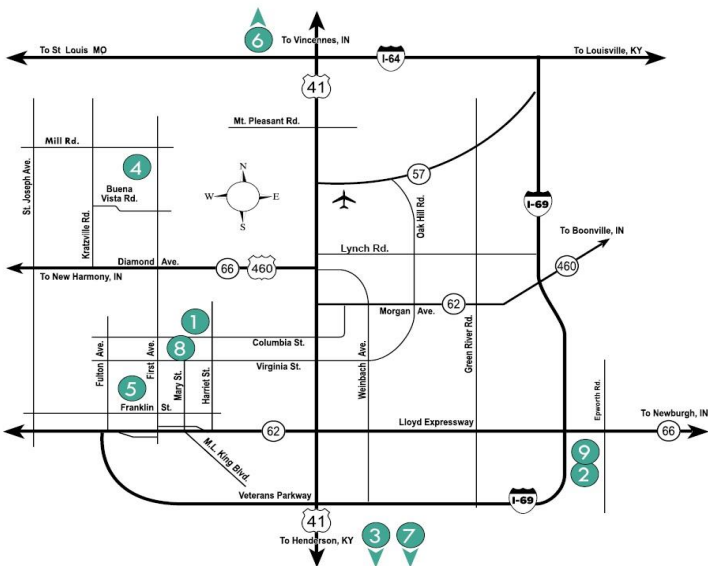 6
To Vincennes, IN
To St Louis MO
I-64
To Louisville, KY
41
Mt. Pleasant Rd.
Mill Rd.
4
57
St. Joseph Ave.
Kratzville Rd.
Buena
Vista Rd.
N
W E
S
Oak Hill Rd.
I-69
To Boonville, IN
Lynch Rd.
Diamond Ave.
66
460
460
To New Harmony, IN
62
Morgan Ave.
1
Columbia St.
8
Virginia St.
Fulton Ave.
First Ave.
Mary St.
Harriet St.
Weinbach Ave.
Green River Rd.
5
Franklin St.
Epworth Rd.
Lloyd Expressway
To Newburgh, IN
62
66
M.L. King Blvd.
9
2
Veterans Parkway
I-69
41
To Henderson, KY
3
7